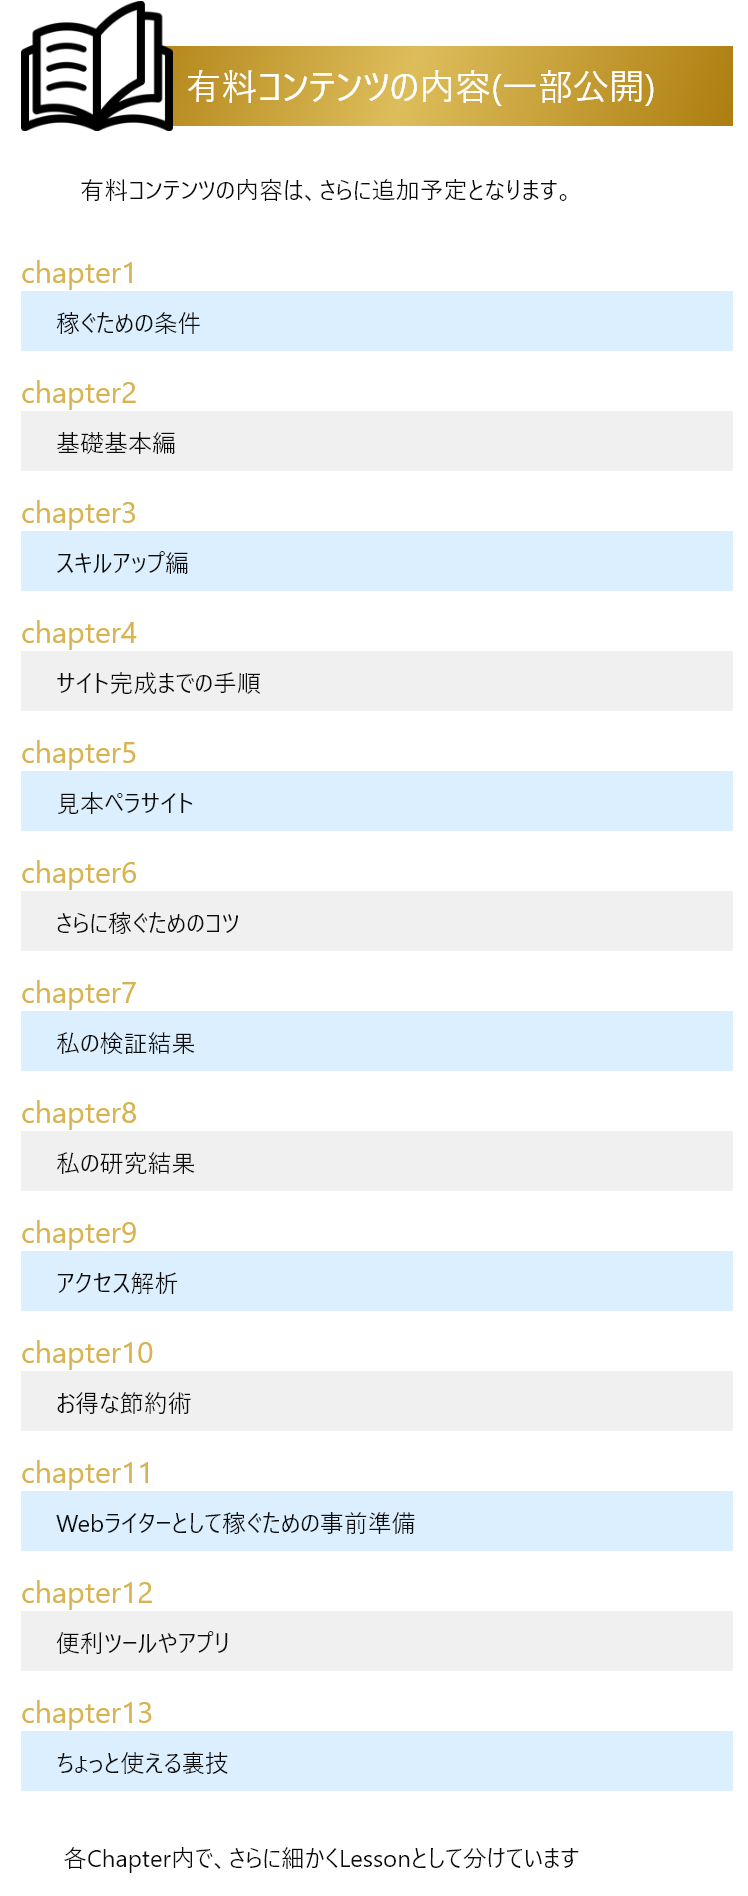 有料コンテンツの内容(一部公開)
有料コンテンツの内容は、さらに追加予定となります。
chapter1
稼ぐための条件
chapter2
基礎基本編
chapter3
スキルアップ編
chapter4
サイト完成までの手順
chapter5
見本ペラサイト
chapter6
さらに稼ぐためのコツ
chapter7
私の検証結果
chapter8
私の研究結果
chapter9
アクセス解析
chapter10
お得な節約術
chapter11
Webライターとして稼ぐための事前準備
chapter12
便利ツールやアプリ
chapter13
ちょっと使える裏技
各Chapter内で、さらに細かくLessonとして分けています